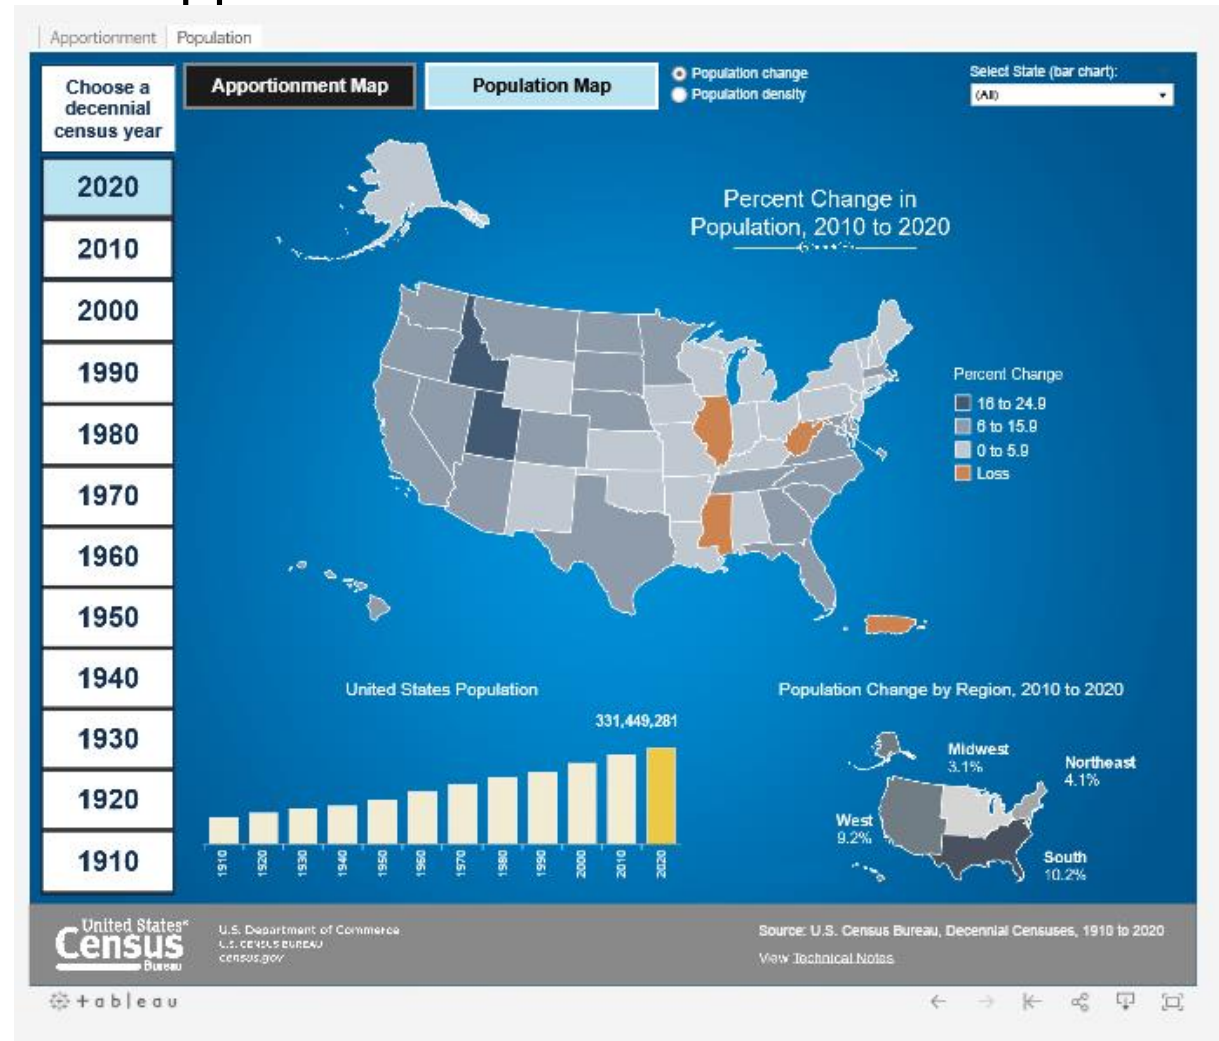 Apportionment
Population
Choose a
decennial
census year
Apportionment Map
Population Map
Population change
Population density
Select State (bar chart):
(All)
2020
2010
2000
1990
1980
1970
1960
1950
1940
1930
1920
1910
Percent Change in
Population, 2010 to 2020
Percent Change
16 to 24.9
6 to 15.9
0 to 5.9
Loss
United States Population
331,449,281
1910
1920
1930
1940
1950
1960
1970
1980
1990
2000
2010
2020
Population Change by Region, 2010 to 2020
Midwest
3.1%
Northeast
4.1%
West
9.2%
South
10.2%
United States®
Census
Bureau
U.S. Department of Commerce
U.S. CENSUS BUREAU
census.gov
Source: U.S. Census Bureau, Decennial Censuses, 1910 to 2020
View Technical Notes
+ a b l e a u